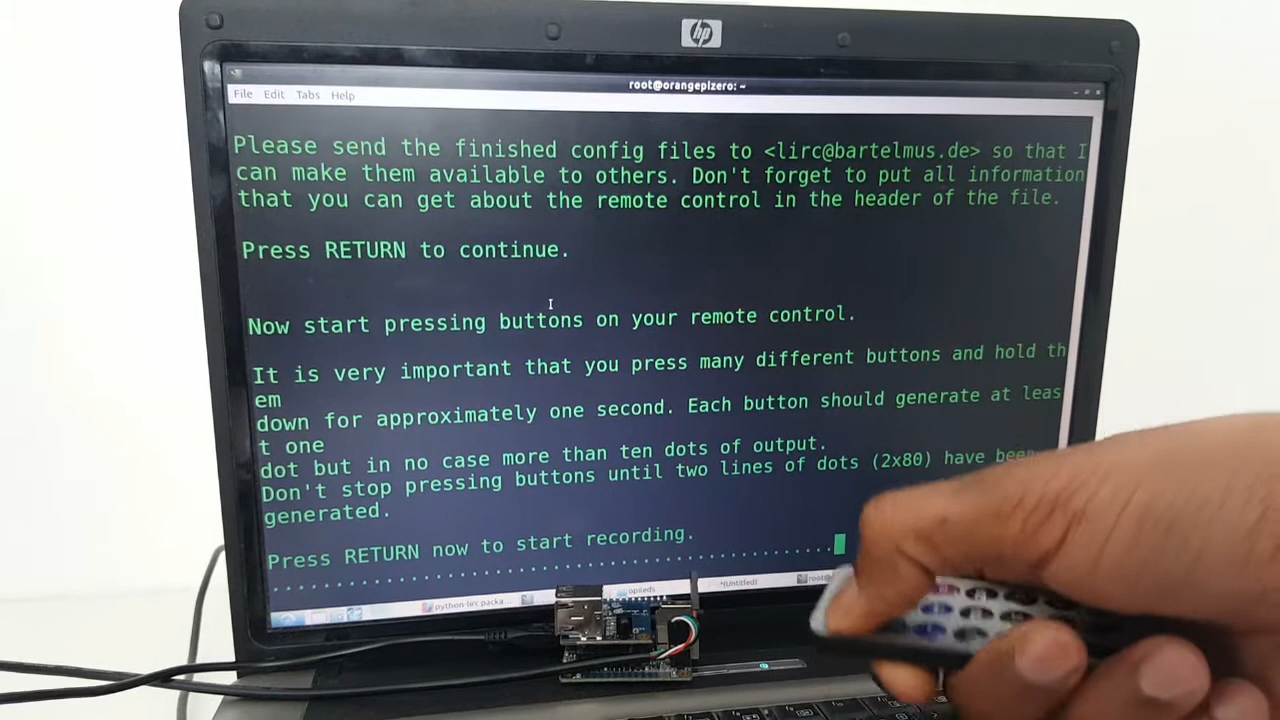 hp
root@orangepizero: ~
File Edit Tabs Help
Please send the finished config files to <lirc@bartelmus.de> so that I
can make them available to others. Don't forget to put all information
that you can get about the remote control in the header of the file.
Press RETURN to continue.
Now start pressing buttons on your remote control.
It is very important that you press many different buttons and hold th
em
down for approximately one second. Each button should generate at leas
t one
dot but in no case more than ten dots of output.
Don't stop pressing buttons until two lines of dots (2x80) have been
generated.
Press RETURN now to start recording.
python-lirc packa...
opileds
*(Untitled)